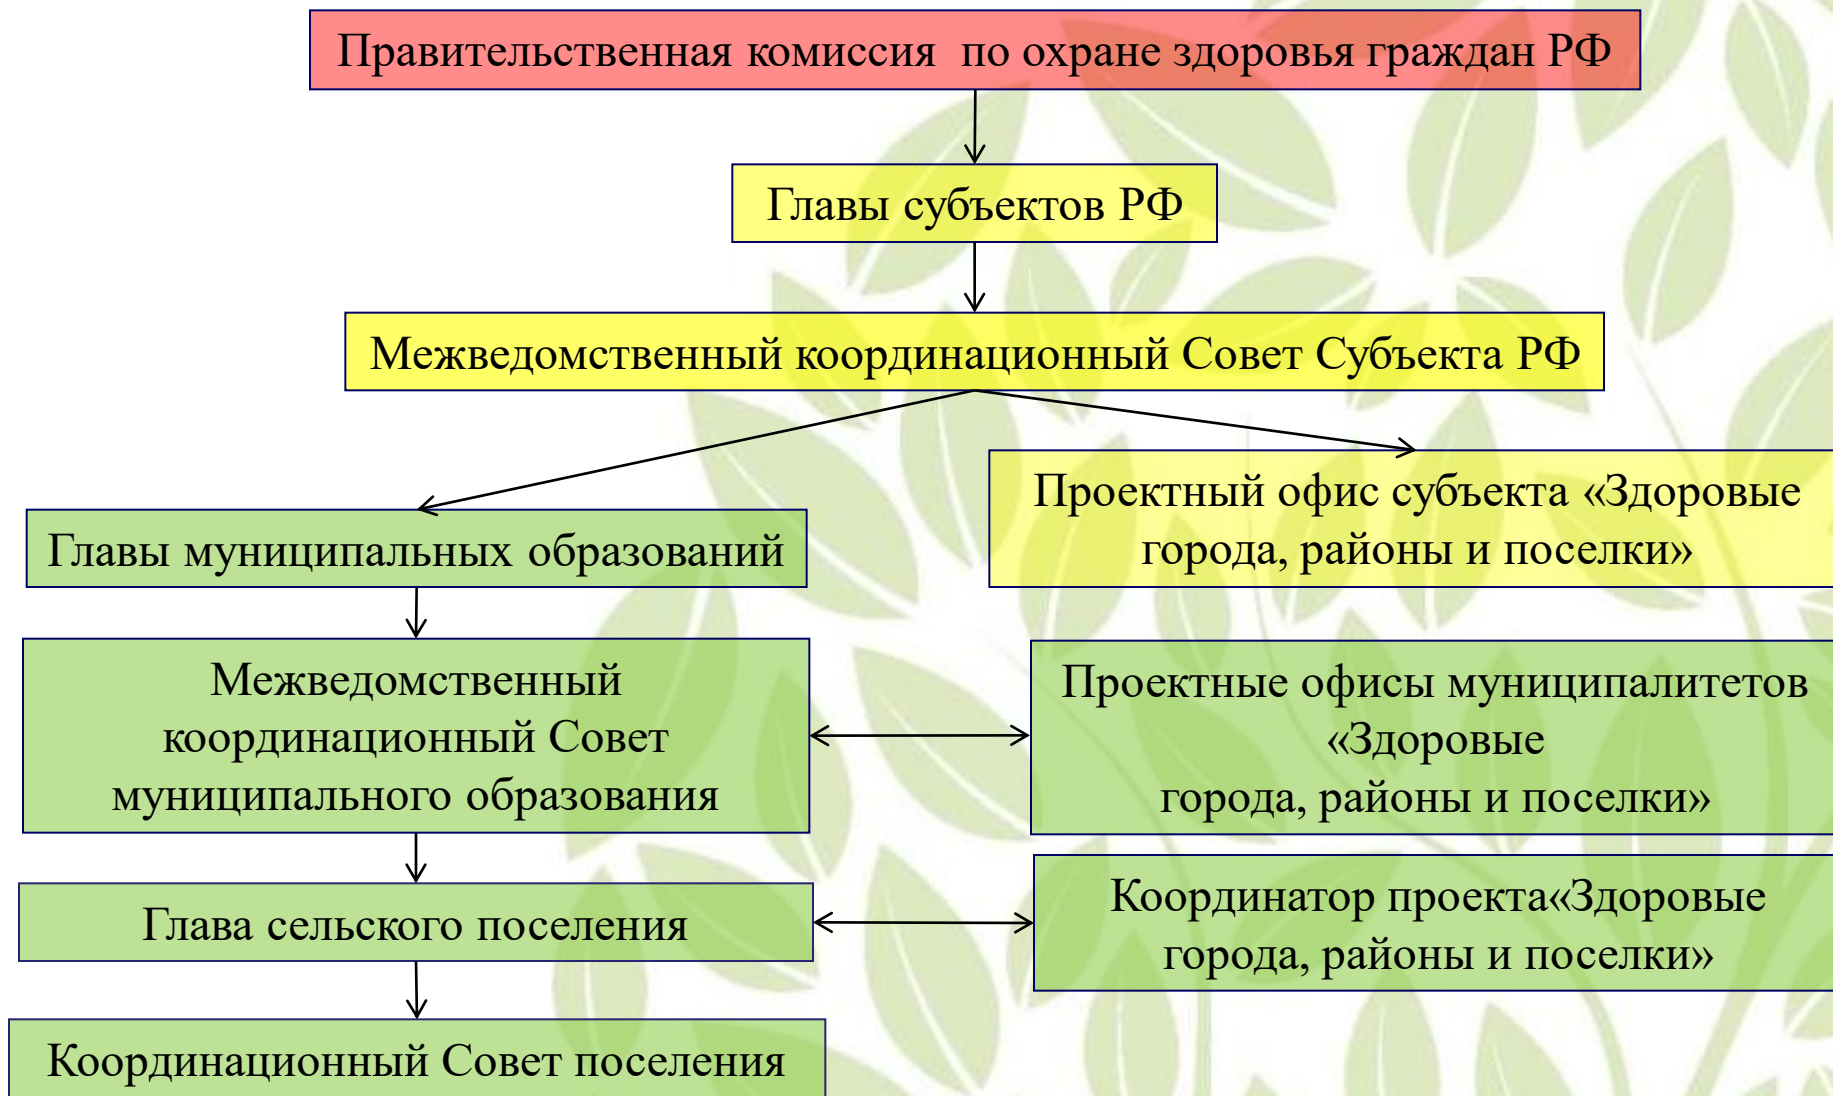 Правительственная комиссия по охране здоровья граждан РФ
Главы субъектов РФ
Межведомственный координационный Совет Субъекта РФ
Проектный офис субъекта «Здоровые
города, районы и поселки»
Главы муниципальных образований
Межведомственный
координационный Совет
муниципального образования
Проектные офисы муниципалитетов
«Здоровые
города, районы и поселки»
Глава сельского поселения
Координатор проекта«Здоровые
города, районы и поселки»
Координационный Совет поселения